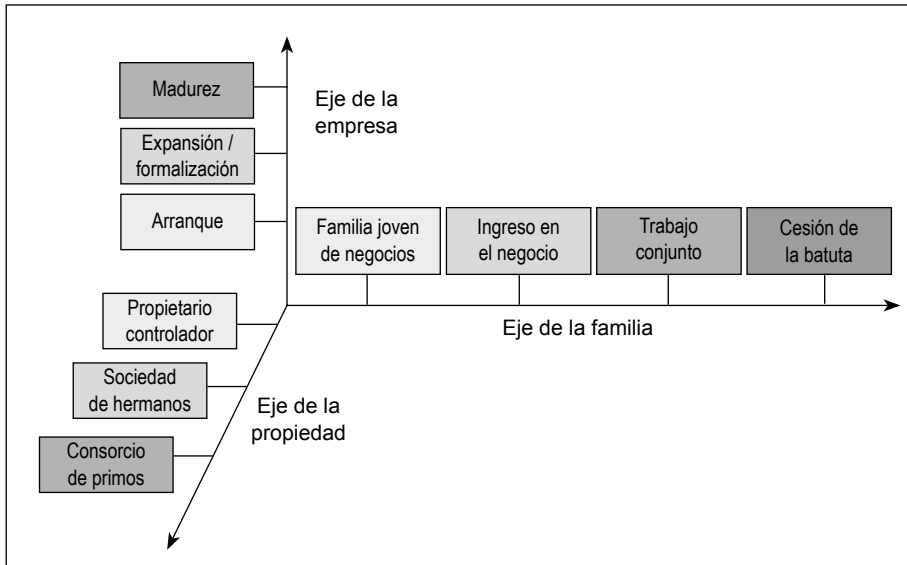 Madurez
Eje de la
empresa
Expansión /
formalización
Arranque
Familia joven
de negocios
Ingreso en
el negocio
Trabajo
conjunto
Cesión de
la batuta
Propietario
controlador
Eje de la familia
Sociedad
de hermanos
Eje de la
propiedad
Consorcio
de primos